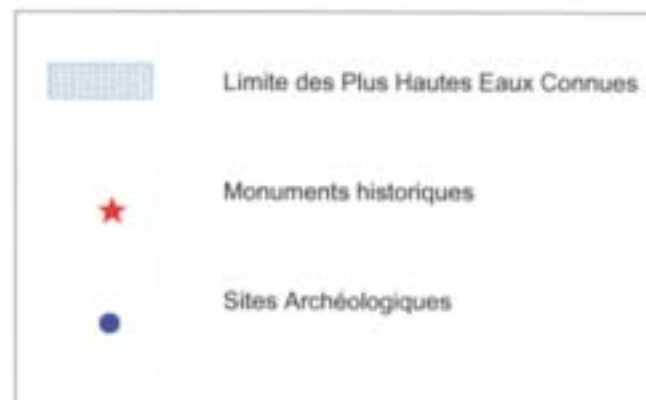 Limite des Plus Hautes Eaux Connues
Monuments historiques
Sites Archéologiques